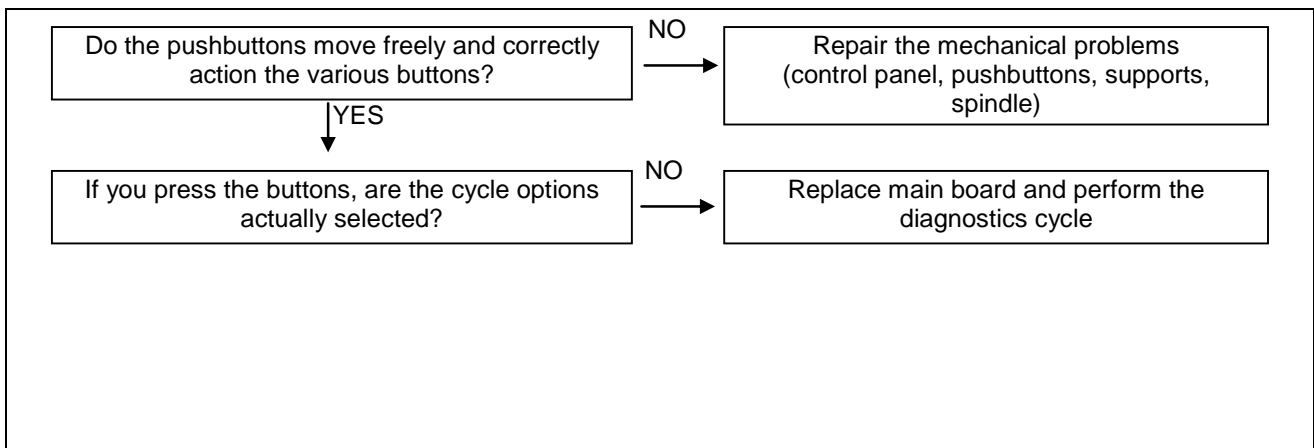 Do the pushbuttons move freely and correctly
action the various buttons?
NO
Repair the mechanical problems
(control panel, pushbuttons, supports,
spindle)
YES
If you press the buttons, are the cycle options
actually selected?
NO
Replace main board and perform the
diagnostics cycle